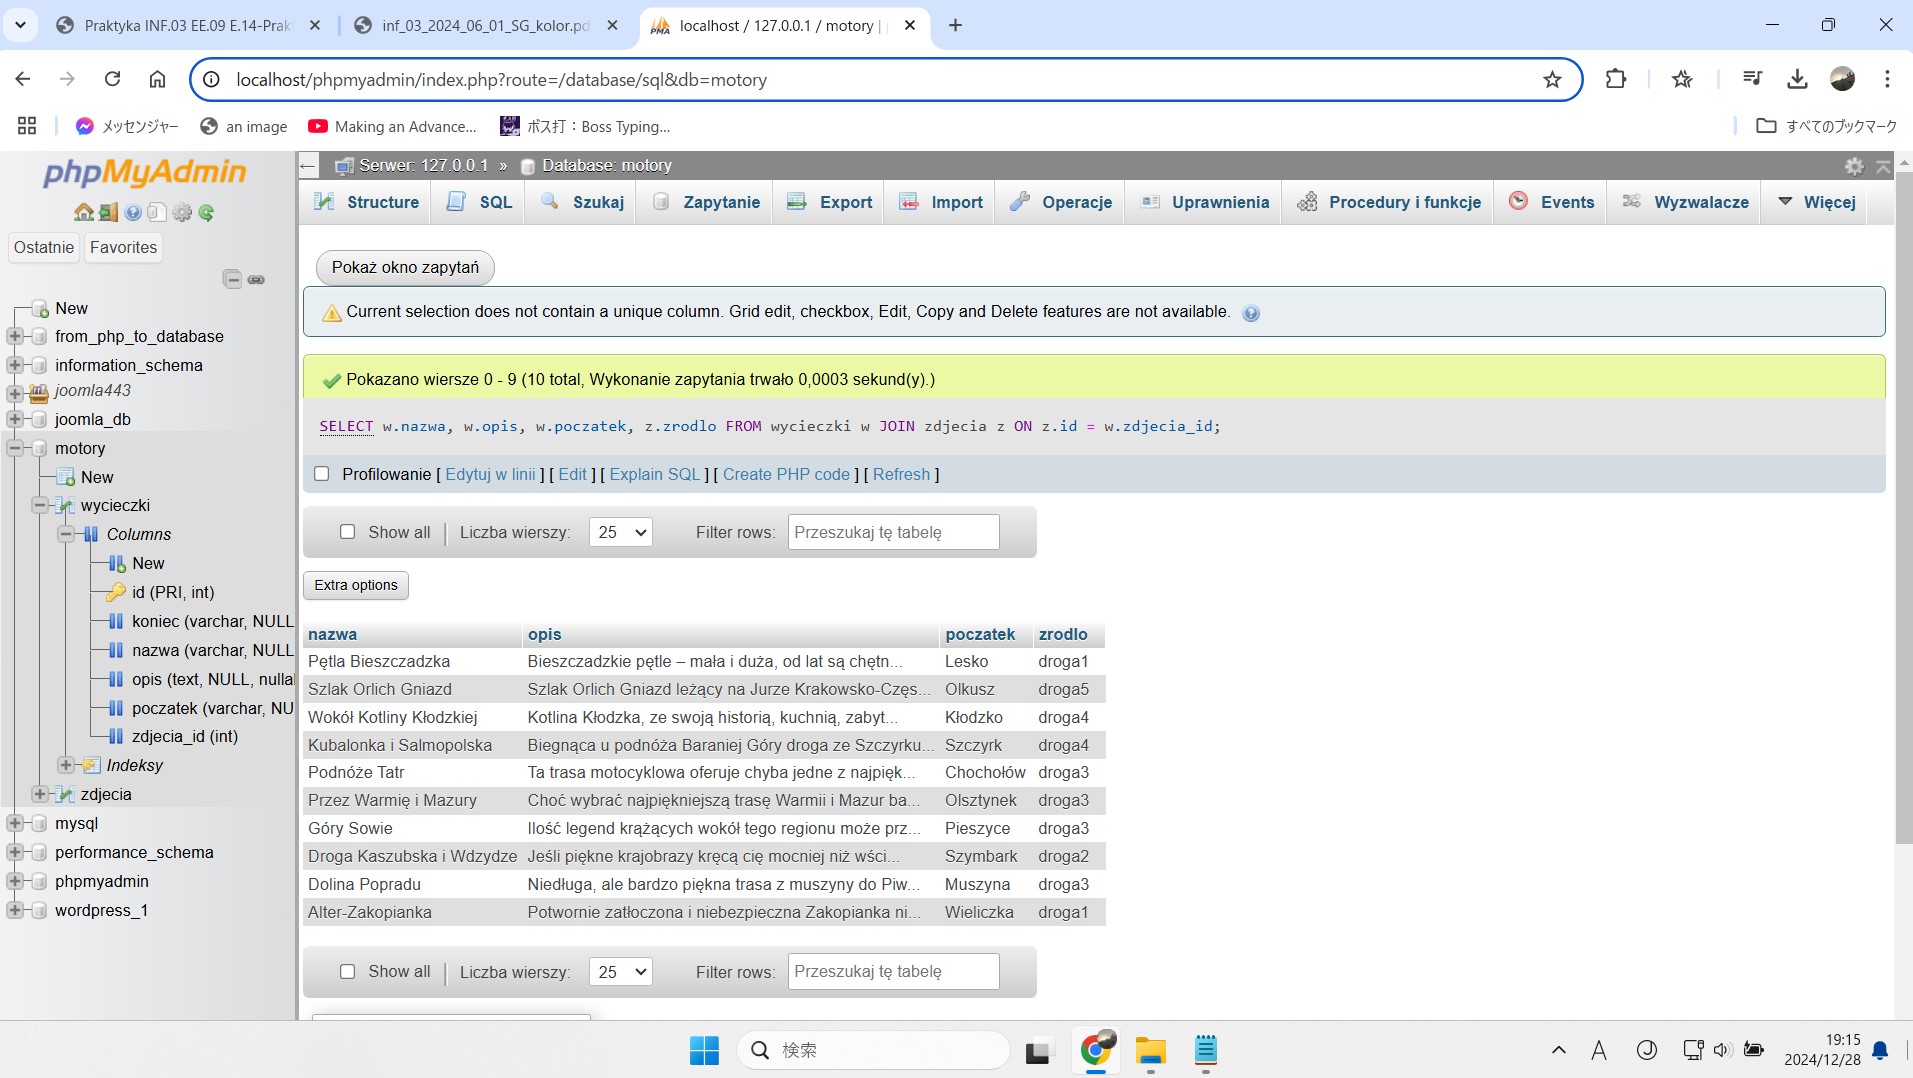 Praktyka INF.03 EE.09 E.14-Prak
inf_03_2024_06_01_SG_kolor.pd
localhost / 127.0.0.1 / motory |
localhost/phpmyadmin/index.php?route=/database/sql&db=motory
メッセンジャー
an image
Making an Advance...
ボス打：Boss Typing...
すべてのブックマーク
phpMyAdmin
Ostatnie
Favorites
New
from_php_to_database
information_schema
joomla443
joomla_db
motory
New
wycieczki
Columns
New
id (PRI, int)
koniec (varchar, NULL
nazwa (varchar, NULL
opis (text, NULL, nulla
poczatek (varchar, NU
zdjecia_id (int)
Indeksy
zdjecia
mysql
performance_schema
phpmyadmin
wordpress_1
Serwer: 127.0.0.1 » Database: motory
Structure
SQL
Szukaj
Zapytanie
Export
Import
Operacje
Uprawnienia
Procedury i funkcje
Events
Wyzwalacze
Więcej
Pokaż okno zapytań
Current selection does not contain a unique column. Grid edit, checkbox, Edit, Copy and Delete features are not available.
Pokazano wiersze 0 - 9 (10 total, Wykonanie zapytania trwało 0,0003 sekund(y).)
SELECT w.nazwa, w.opis, w.poczatek, z.zrodlo FROM wycieczki w JOIN zdjecia z ON z.id = w.zdjecia_id;
Profilowanie [ Edytuj w linii ] [ Edit ] [ Explain SQL ] [ Create PHP code ] [ Refresh ]
Show all | Liczba wierszy: 25 Filter rows: Przeszukaj tę tabelę
Extra options
nazwa opis poczatek zrodlo
Pętla Bieszczadzka Bieszczadzkie pętle – mała i duża, od lat są chętn... Lesko droga1
Szlak Orlich Gniazd Szlak Orlich Gniazd leżący na Jurze Krakowsko-Częs... Olkusz droga5
Wokół Kotliny Kłodzkiej Kotlina Kłodzka, ze swoją historią, kuchnią, zabyt... Kłodzko droga4
Kubalonka i Salmopolska Biegnąca u podnóża Baraniej Góry droga ze Szczyrku... Szczyrk droga4
Podnóże Tatr Ta trasa motocyklowa oferuje chyba jedne z najpięk... Chochołów droga3
Przez Warmię i Mazury Choć wybrać najpiękniejszą trasę Warmii i Mazur ba... Olsztynek droga3
Góry Sowie Ilość legend krążących wokół tego regionu może prz... Pieszyce droga3
Droga Kaszubska i Wdzydze Jeśli piękne krajobrazy kręcą cię mocniej niż wści... Szymbark droga2
Dolina Popradu Niedługa, ale bardzo piękna trasa z muszyny do Piw... Muszyna droga3
Alter-Zakopianka Potwornie zatłoczona i niebezpieczna Zakopianka ni... Wieliczka droga1
Show all | Liczba wierszy: 25 Filter rows: Przeszukaj tę tabelę
検索
A
19:15
2024/12/28